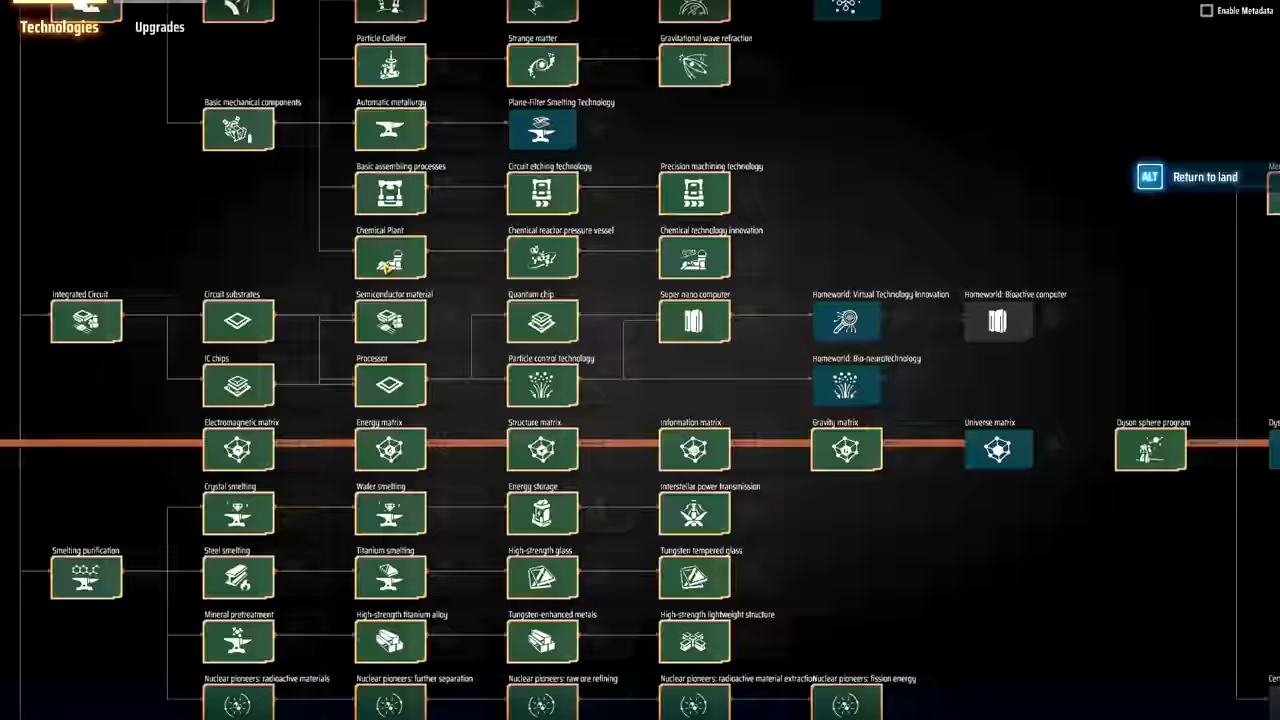 Technologies
Upgrades
Enable Metadata
Particle Collider
Strange matter
Gravitational wave refraction
Basic mechanical components
Automatic metallurgy
Plane-Filter Smelting Technology
Basic assembling processes
Circuit etching technology
Precision machining technology
ALT
Return to land
Chemical Plant
Chemical reactor pressure vessel
Chemical technology innovation
Integrated Circuit
Circuit substrates
Semiconductor material
Quantum chip
Super nano computer
Homeworld: Virtual Technology Innovation
Homeworld: Bioactive computer
IC chips
Processor
Particle control technology
Homeworld: Bio-neurotechnology
Electromagnetic matrix
Energy matrix
Structure matrix
Information matrix
Gravity matrix
Universe matrix
Dyson sphere program
Crystal smelting
Wafer smelting
Energy storage
Interstellar power transmission
Smelting purification
Steel smelting
Titanium smelting
High-strength glass
Tungsten tempered glass
Mineral pretreatment
High-strength titanium alloy
Tungsten-enhanced metals
High-strength lightweight structure
Nuclear pioneers: radioactive materials
Nuclear pioneers: further separation
Nuclear pioneers: raw ore refining
Nuclear pioneers: radioactive material extraction
Nuclear pioneers: fission energy